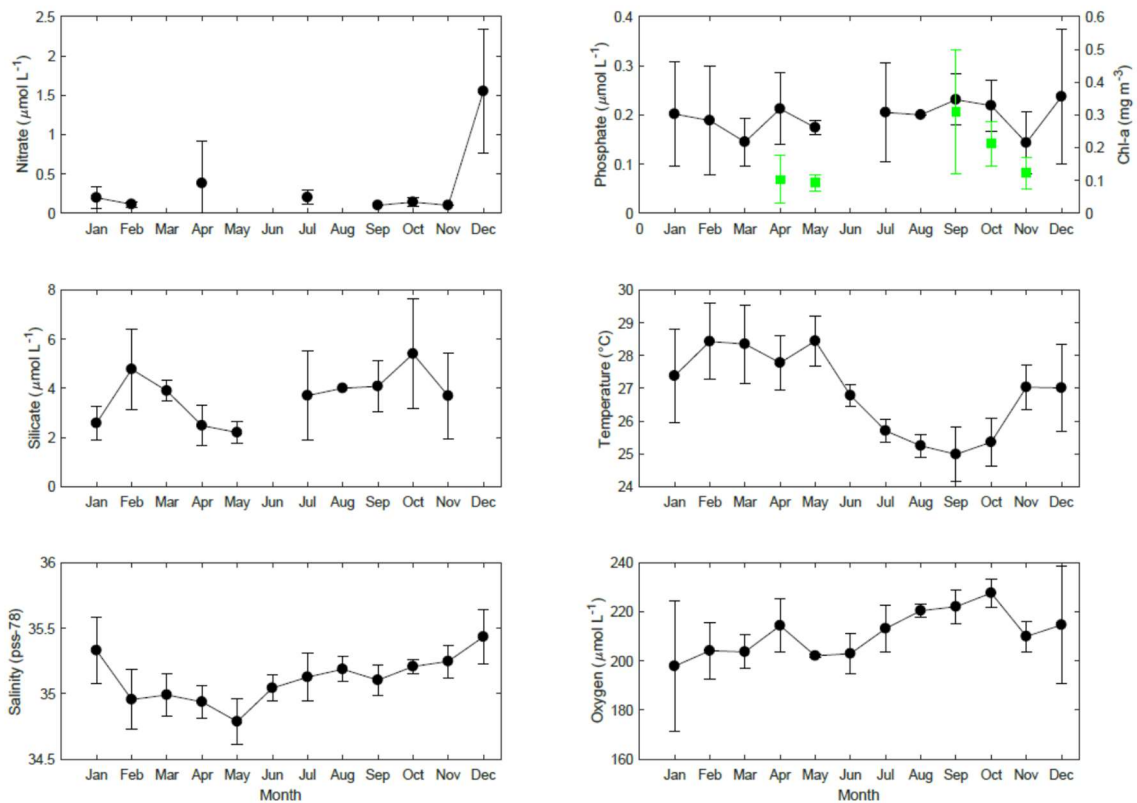 2.5
2
1.5
1
0.5
0
Nitrate (μmol L⁻¹)
Jan Feb Mar Apr May Jun Jul Aug Sep Oct Nov Dec
0.4
0.3
0.2
0.1
0
Phosphate (μmol L⁻¹)
0.6
0.5
0.4
0.3
0.2
0.1
0
Chl-a (mg m⁻³)
0 Jan Feb Mar Apr May Jun Jul Aug Sep Oct Nov Dec
8
6
4
2
0
Silicate (μmol L⁻¹)
Jan Feb Mar Apr May Jun Jul Aug Sep Oct Nov Dec
30
29
28
27
26
25
24
Temperature (°C)
Jan Feb Mar Apr May Jun Jul Aug Sep Oct Nov Dec
36
35.5
35
34.5
Salinity (pss-78)
Jan Feb Mar Apr May Jun Jul Aug Sep Oct Nov Dec
Month
240
220
200
180
160
Oxygen (μmol L⁻¹)
Jan Feb Mar Apr May Jun Jul Aug Sep Oct Nov Dec
Month